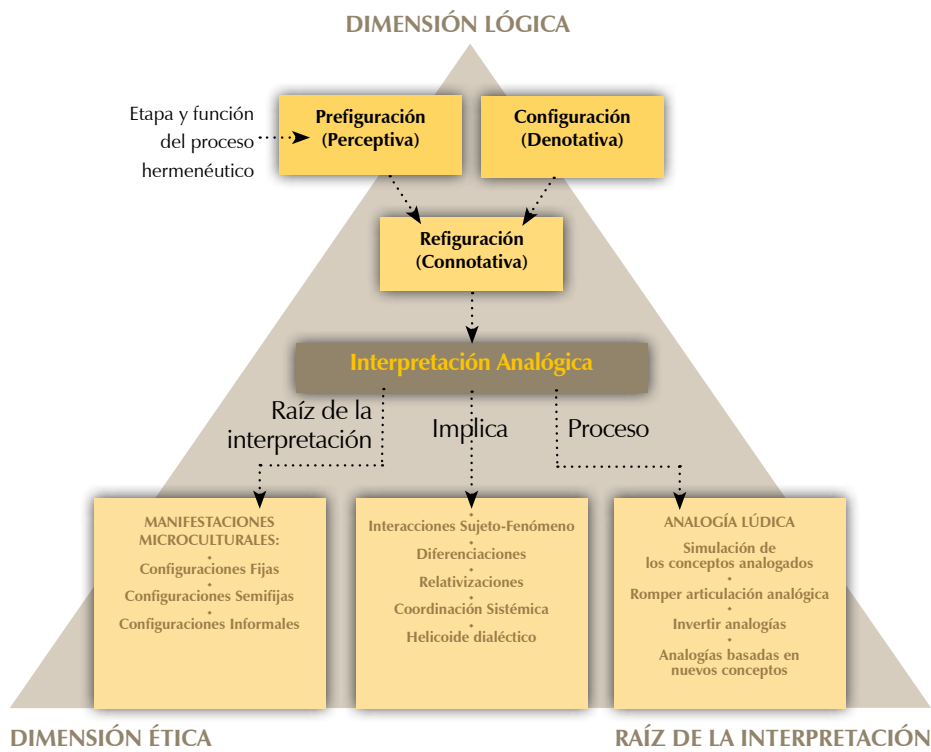 DIMENSIÓN LÓGICA
Etapa y función
del proceso
hermenéutico
Prefiguración
(Perceptiva)
Configuración
(Denotativa)
Refiguración
(Connotativa)
Interpretación Analógica
Raíz de la
interpretación
Implica
Proceso
MANIFESTACIONES
MICROCULTURALES:
Configuraciones Fijas
Configuraciones Semifijas
Configuraciones Informales
Interacciones Sujeto-Fenómeno
Diferenciaciones
Relativizaciones
Coordinación Sistémica
Helicoide dialéctico
ANALOGÍA LÚDICA
Simulación de
los conceptos analogados
Romper articulación analógica
Invertir analogías
Analogías basadas en
nuevos conceptos
DIMENSIÓN ÉTICA
RAÍZ DE LA INTERPRETACIÓN